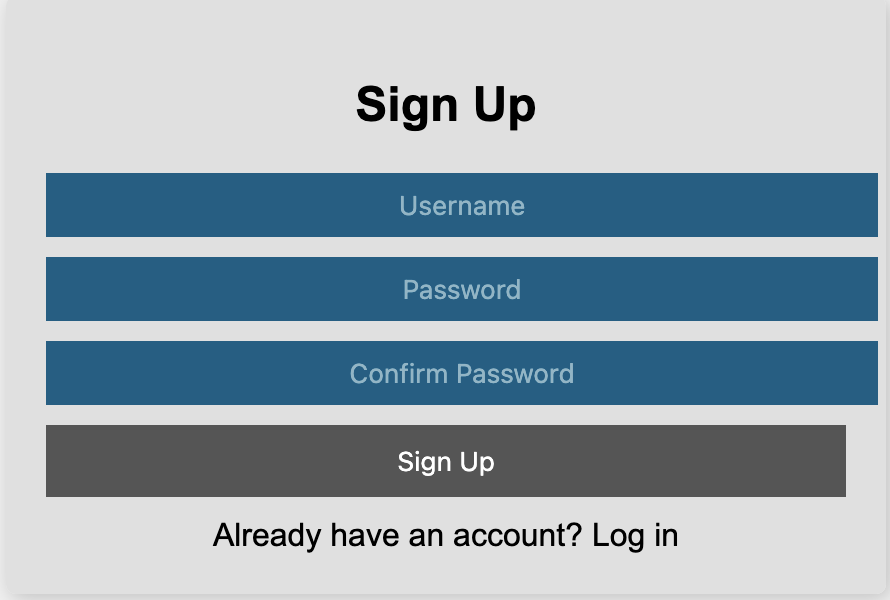 Sign Up
Username
Password
Confirm Password
Sign Up
Already have an account? Log in